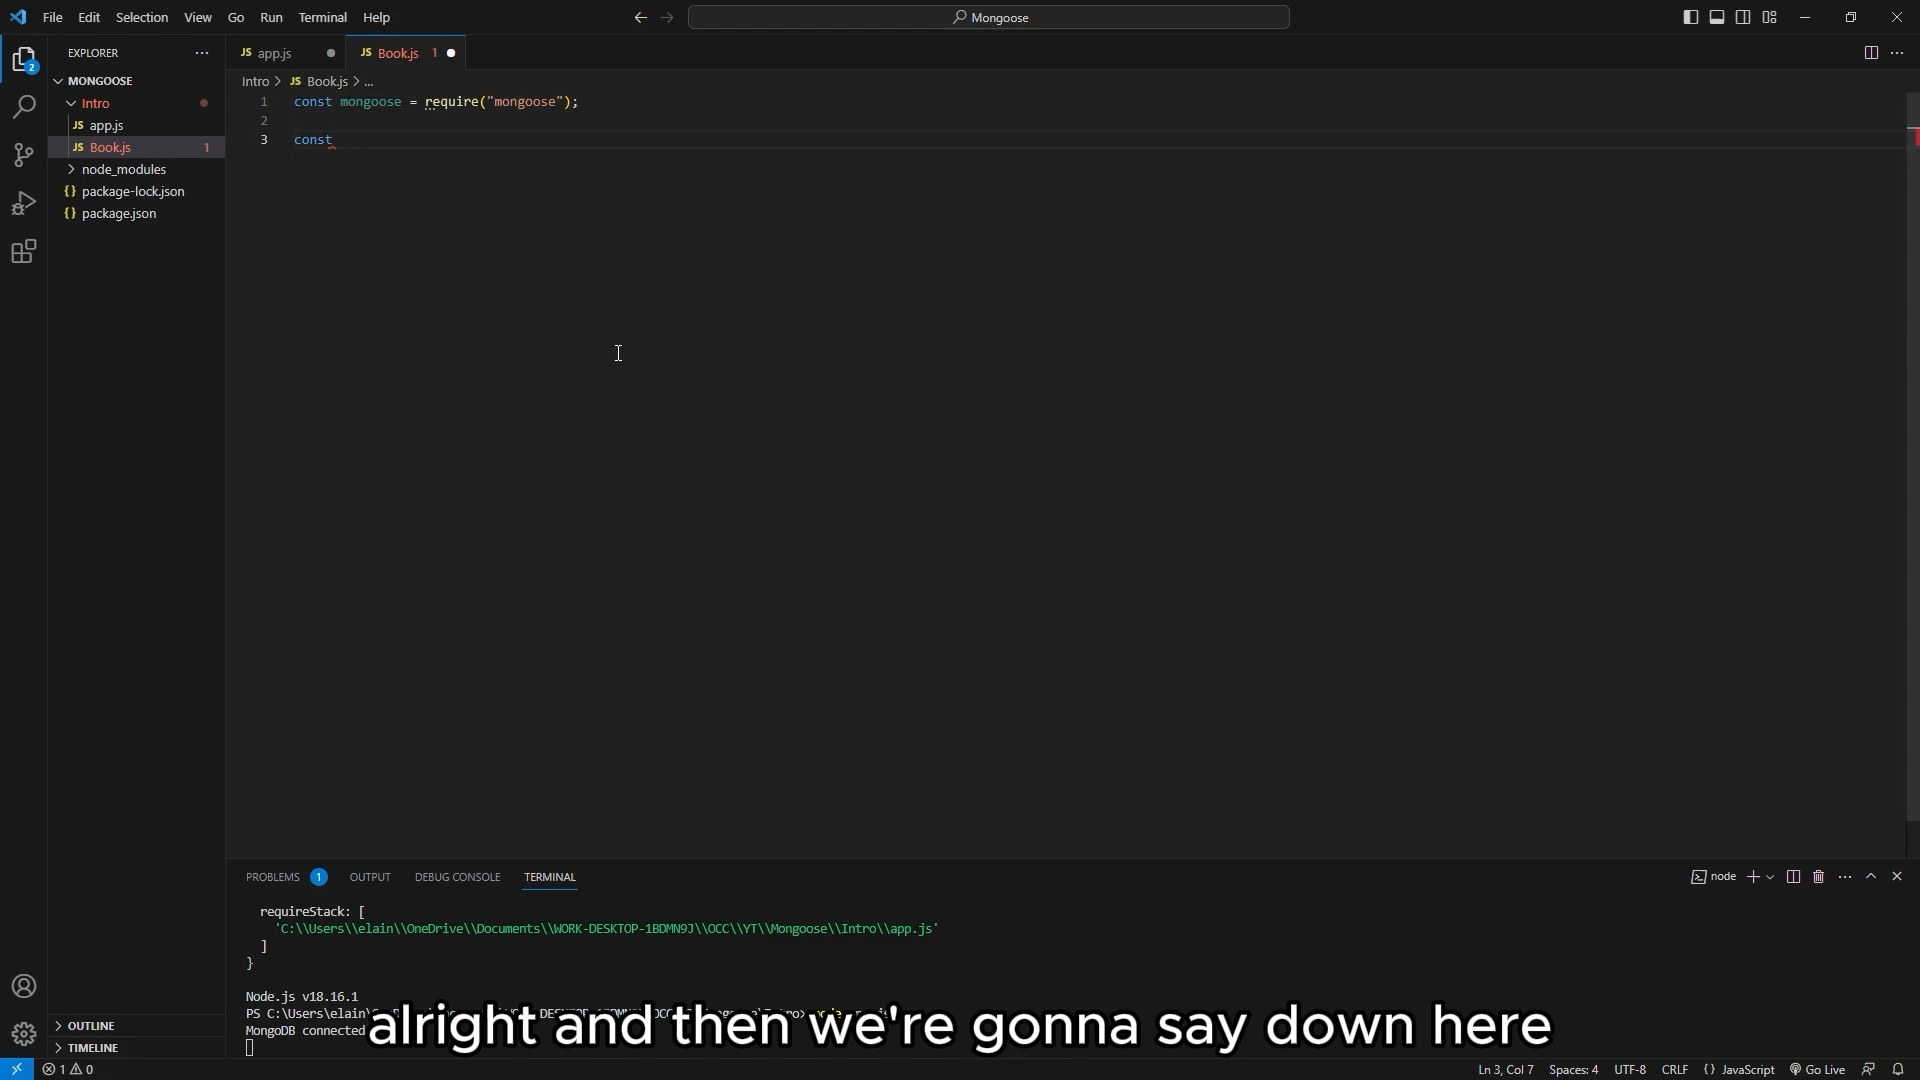 File Edit Selection View Go Run Terminal Help
Mongoose
EXPLORER
MONGOOSE
Intro
JS app.js
JS Book.js 1
node_modules
{} package-lock.json
{} package.json
OUTLINE
TIMELINE
2
JS app.js
JS Book.js 1
Intro > JS Book.js > ...
1 const mongoose = require("mongoose");
2
3 const
PROBLEMS 1 OUTPUT DEBUG CONSOLE TERMINAL
node
requireStack: [
'C:\\Users\\elain\\OneDrive\\Documents\\WORK-DESKTOP-1BDMN9J\\OCC\\YT\\Mongoose\\Intro\\app.js'
]
}
Node.js v18.16.1
PS C:\Users\elain\
MongoDB connected
alright and then we're gonna say down here
1 0
Ln 3, Col 7 Spaces: 4 UTF-8 CRLF {} JavaScript Go Live